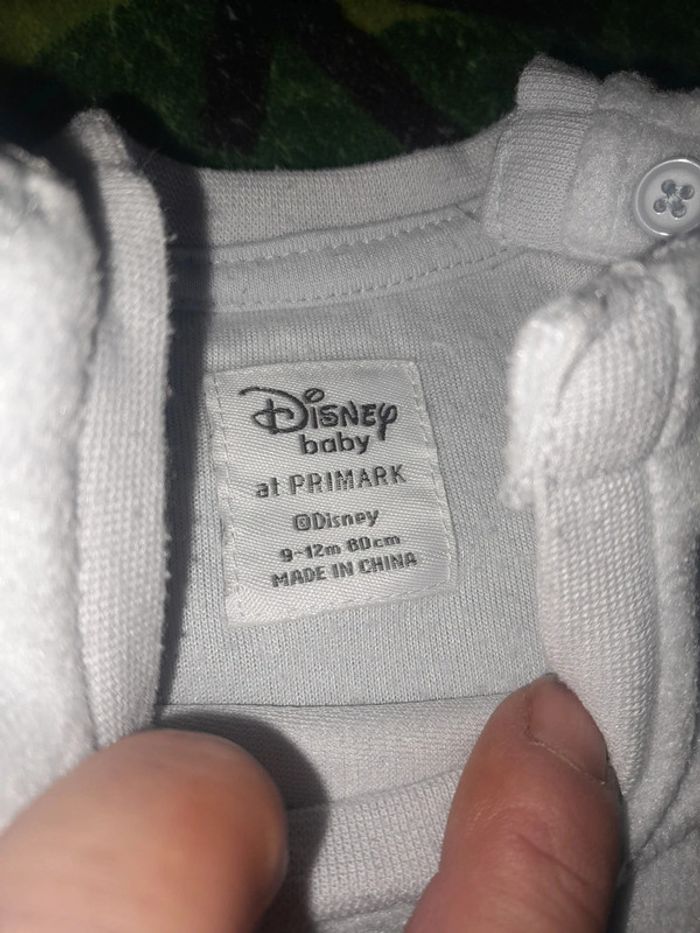 Disney
baby
at PRIMARK
©Disney
9-12m 80cm
MADE IN CHINA